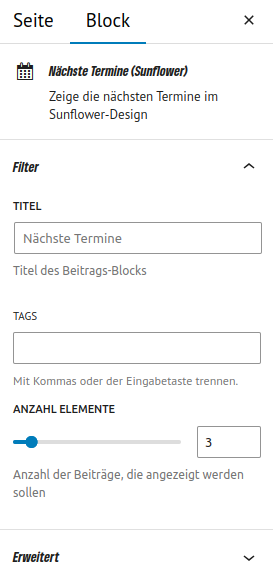 Seite Block
Nächste Termine (Sunflower)
Zeige die nächsten Termine im
Sunflower-Design
Filter
TITEL
Nächste Termine
Titel des Beitrags-Blocks
TAGS
Mit Kommas oder der Eingabetaste trennen.
ANZAHL ELEMENTE
3
Anzahl der Beiträge, die angezeigt werden
sollen
Erweitert